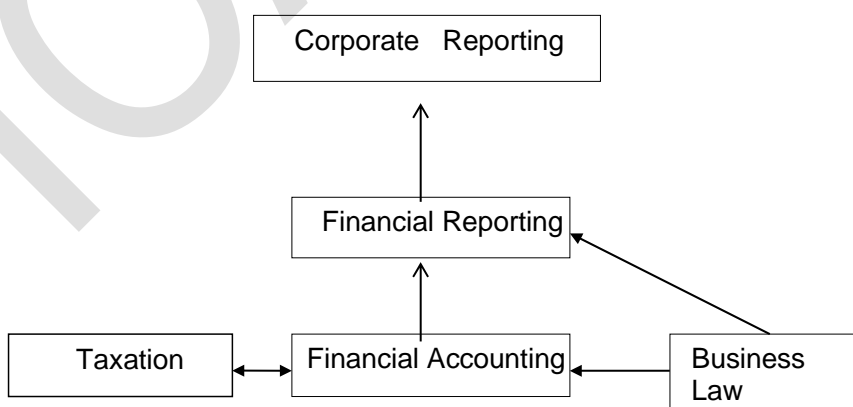 Corporate Reporting
Financial Reporting
Taxation
Financial Accounting
Business
Law